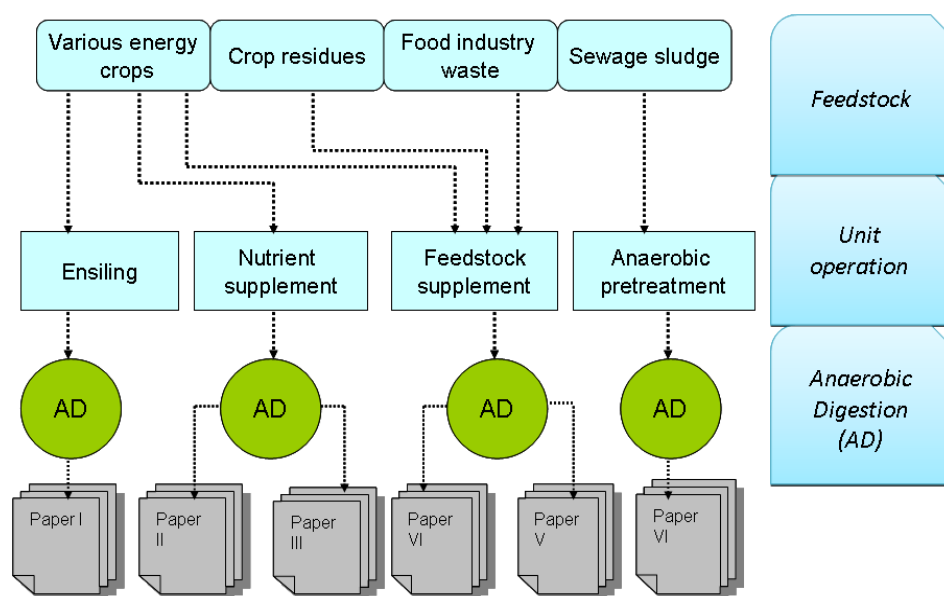 Various energy
crops
Crop residues
Food industry
waste
Sewage sludge
Feedstock
Ensiling
Nutrient
supplement
Feedstock
supplement
Anaerobic
pretreatment
Unit
operation
AD
AD
AD
AD
Anaerobic
Digestion
(AD)
Paper I
Paper
II
Paper
III
Paper
VI
Paper
V
Paper
VI